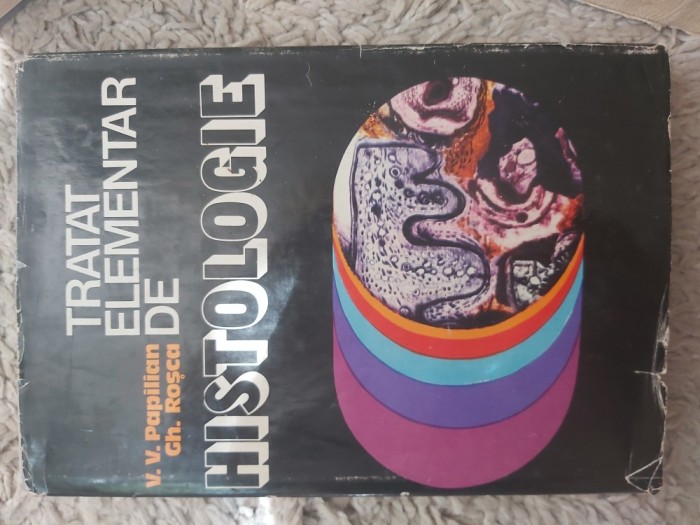 TRATAT
ELEMENTAR
V. V. Papilian DE
Gh. Roșca
HISTOLOGIE